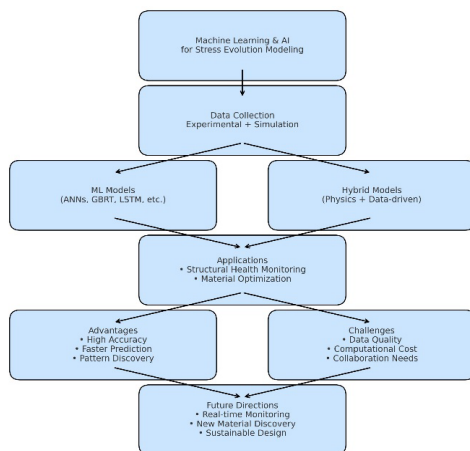 Machine Learning & AI
for Stress Evolution Modeling
Data Collection
Experimental + Simulation
ML Models
(ANNs, GBRT, LSTM, etc.)
Hybrid Models
(Physics + Data-driven)
Applications
• Structural Health Monitoring
• Material Optimization
Advantages
• High Accuracy
• Faster Prediction
• Pattern Discovery
Challenges
• Data Quality
• Computational Cost
• Collaboration Needs
Future Directions
• Real-time Monitoring
• New Material Discovery
• Sustainable Design